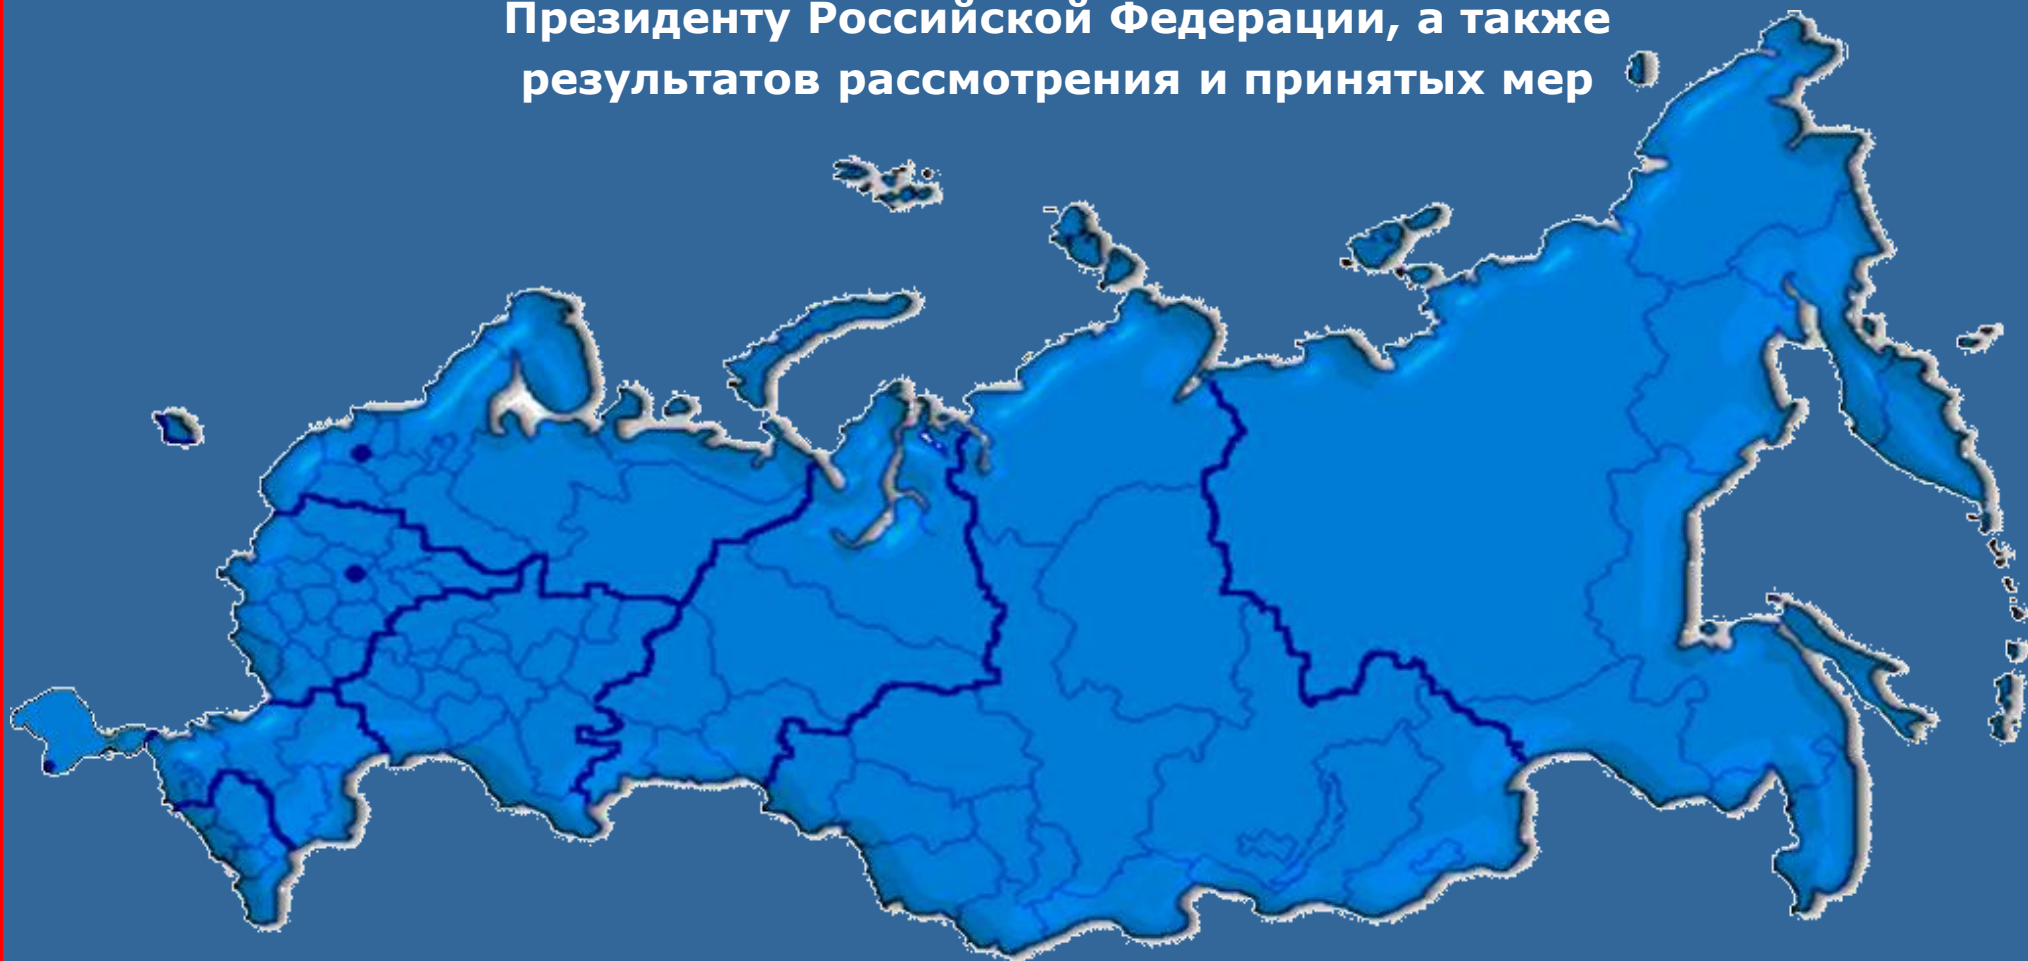 Президенту Российской Федерации, а также
результатов рассмотрения и принятых мер